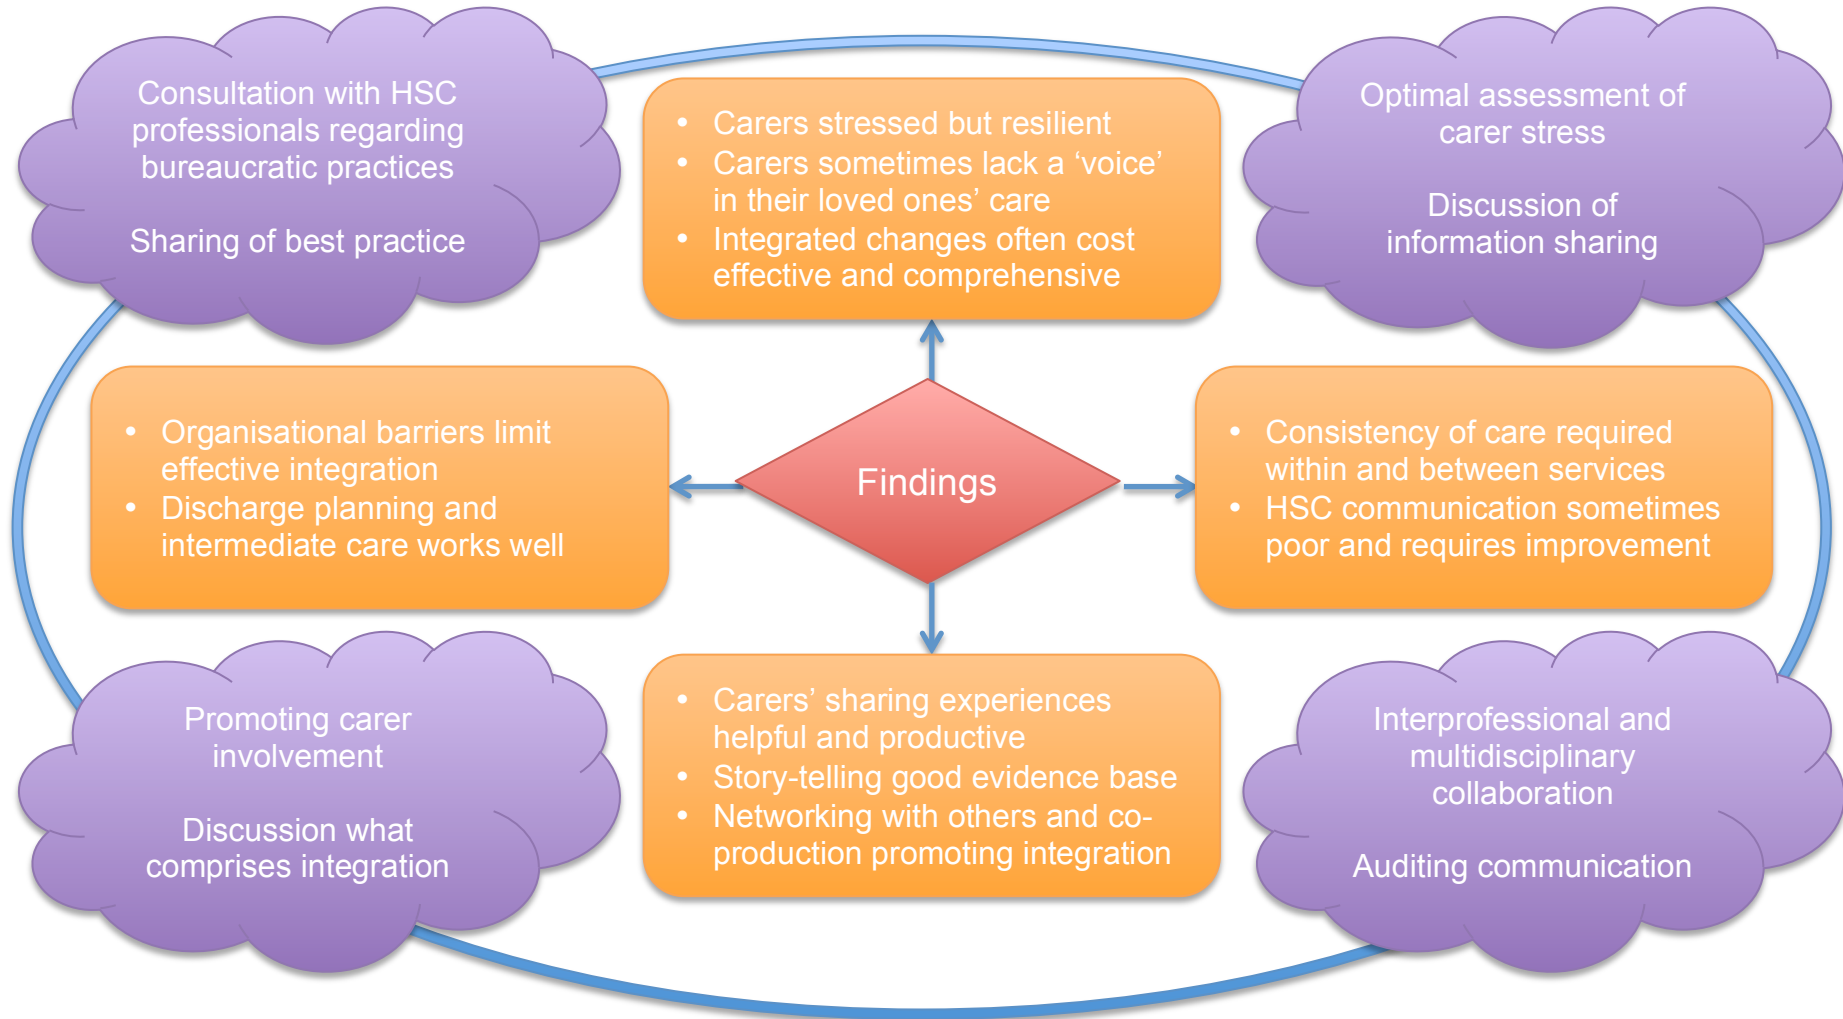 Consultation with HSC
professionals regarding
bureaucratic practices
Sharing of best practice
• Carers stressed but resilient
• Carers sometimes lack a ‘voice’
in their loved ones’ care
• Integrated changes often cost
effective and comprehensive
Optimal assessment of
carer stress
Discussion of
information sharing
• Organisational barriers limit
effective integration
• Discharge planning and
intermediate care works well
Findings
• Consistency of care required
within and between services
• HSC communication sometimes
poor and requires improvement
Promoting carer
involvement
Discussion what
comprises integration
• Carers’ sharing experiences
helpful and productive
• Story-telling good evidence base
• Networking with others and co-
production promoting integration
Interprofessional and
multidisciplinary
collaboration
Auditing communication